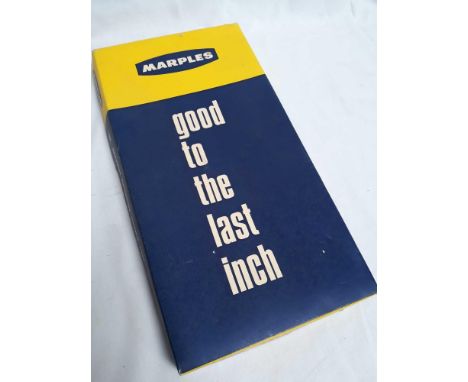 MARPLES
good
to
the
last
inch